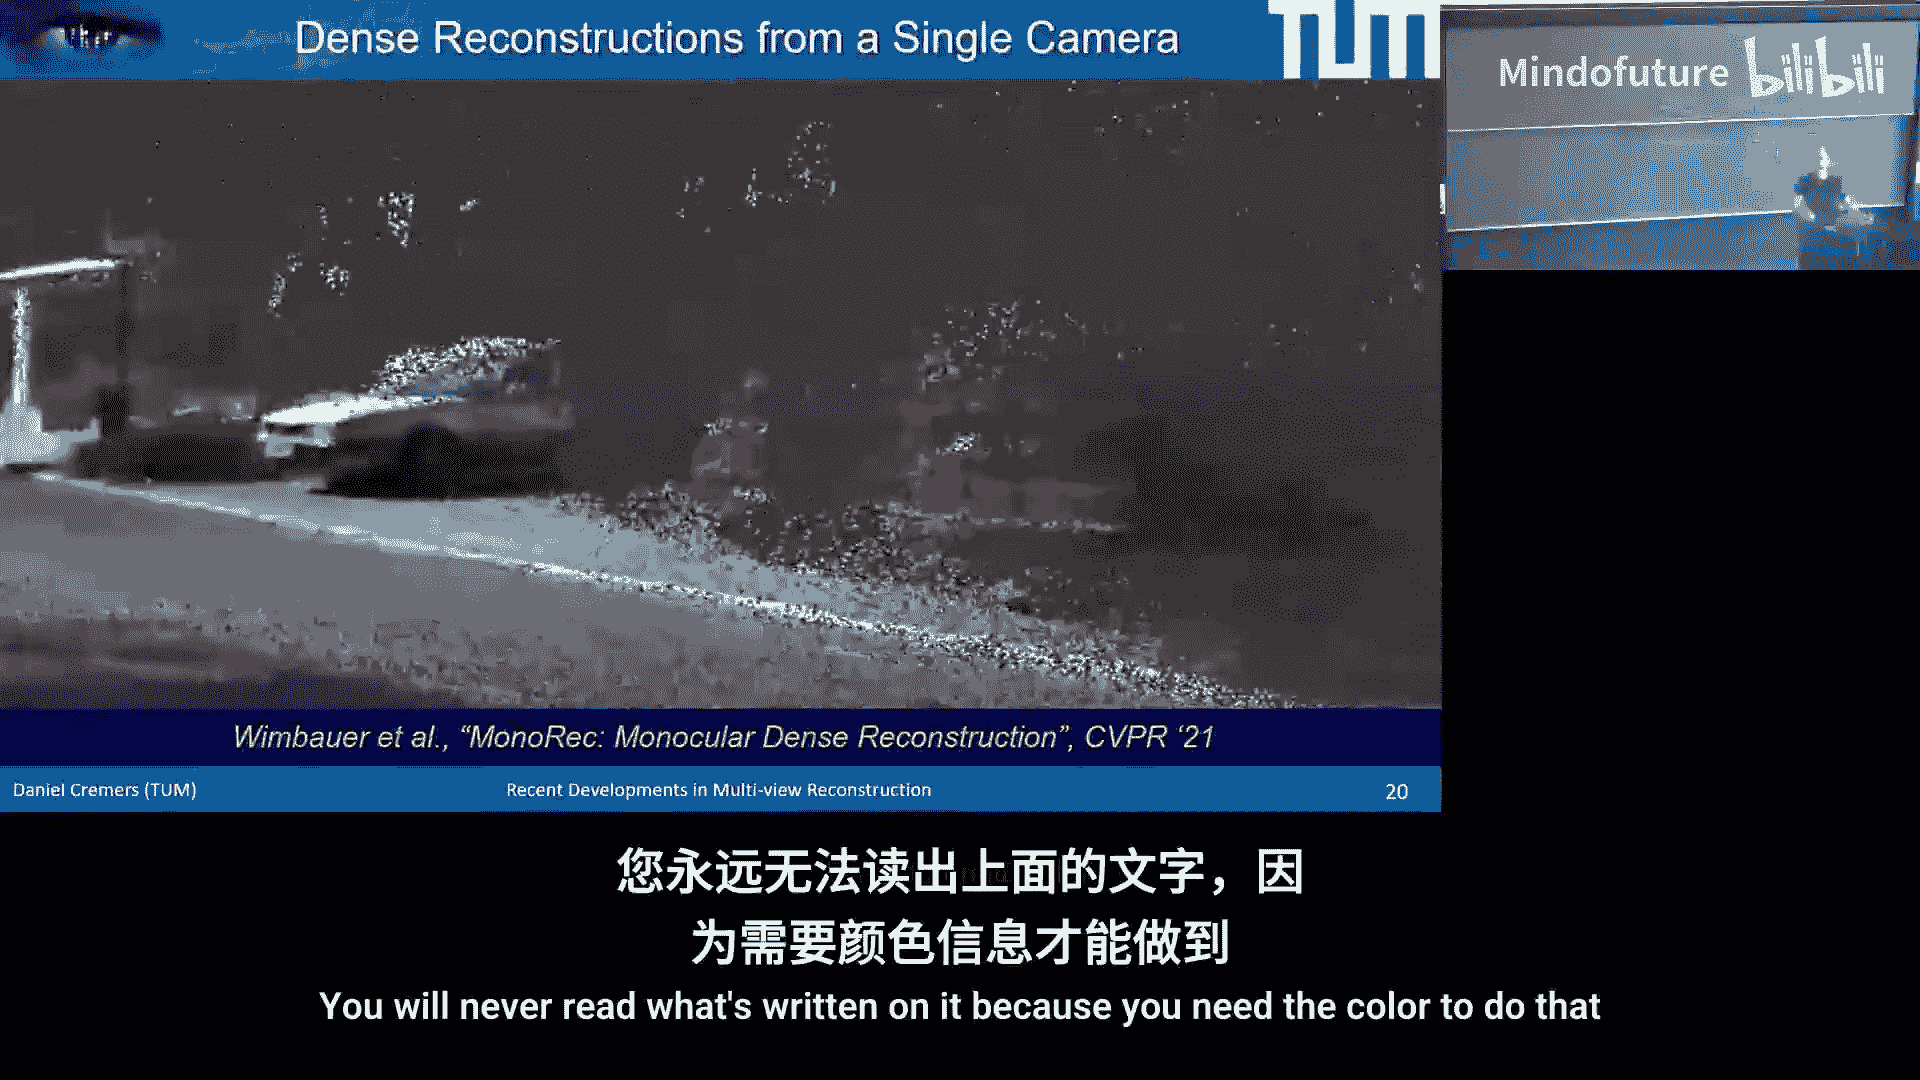 Dense Reconstructions from a Single Camera
TUM
Mindofuture bilibili
Wimbauer et al., “MonoRec: Monocular Dense Reconstruction”, CVPR ‘21
Daniel Cremers (TUM)
Recent Developments in Multi-view Reconstruction
20
您永远无法读出上面的文字，因
为需要颜色信息才能做到
You will never read what's written on it because you need the color to do that